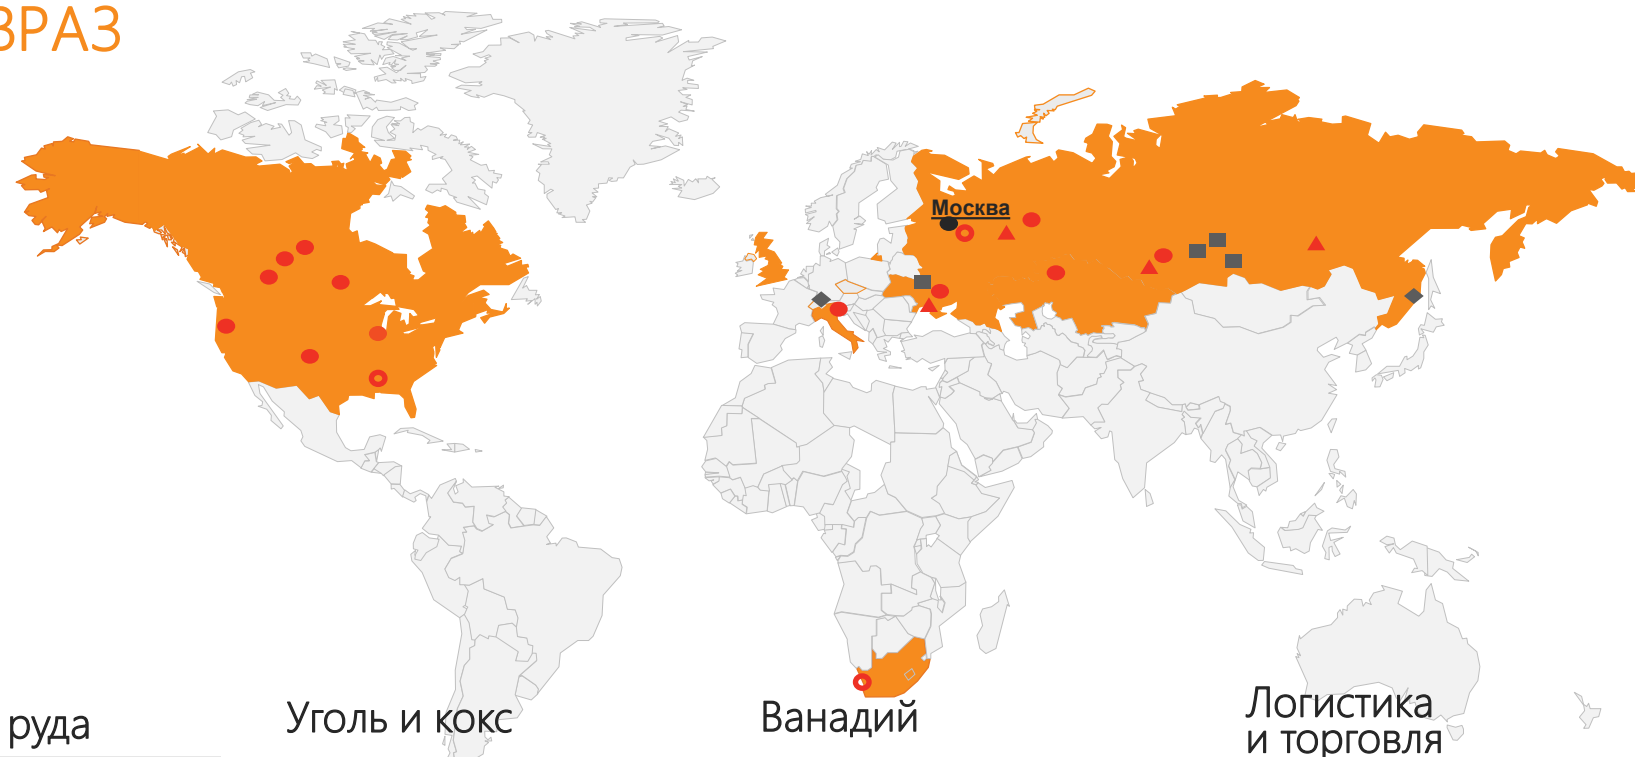 ВРАЗ
Москва
руда
Уголь и кокс
Ванадий
Логистика
и торговля